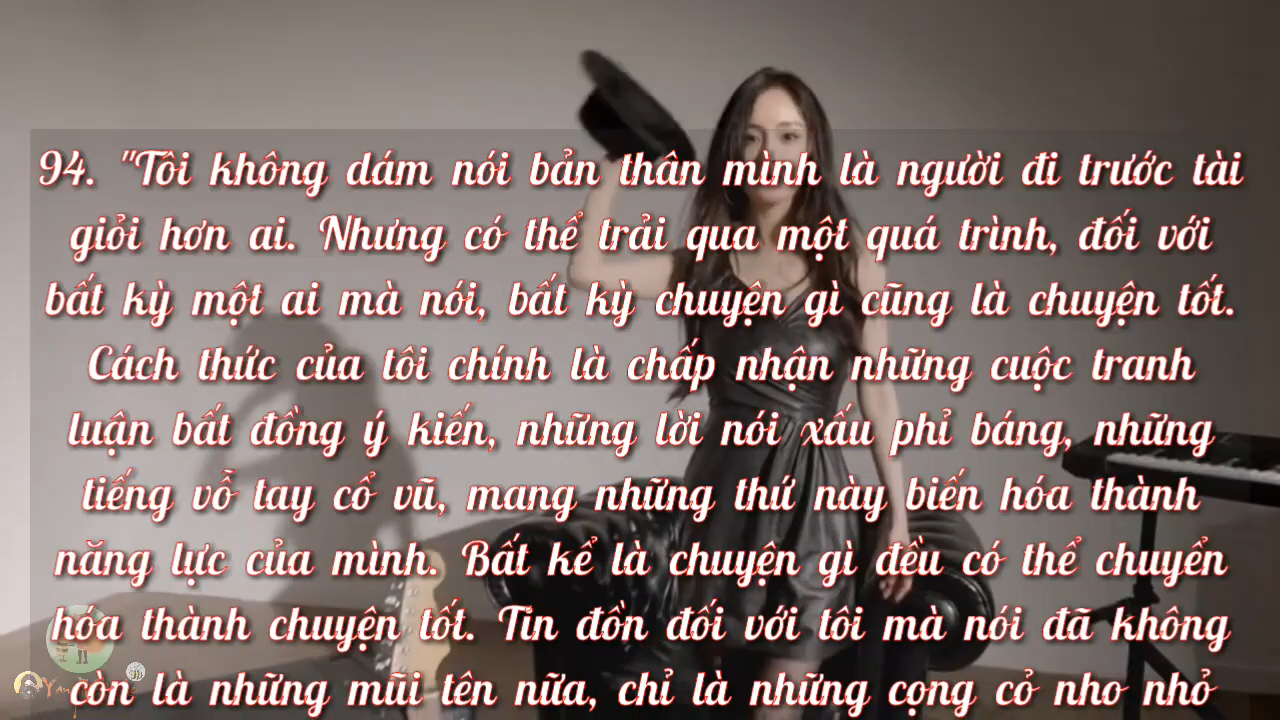 94. "Tôi không dám nói bản thân mình là người đi trước tài
giỏi hơn ai. Nhưng có thể trải qua một quá trình, đối với
bất kỳ một ai mà nói, bất kỳ chuyện gì cũng là chuyện tốt.
Cách thức của tôi chính là chấp nhận những cuộc tranh
luận bất đồng ý kiến, những lời nói xấu phỉ báng, những
tiếng vỗ tay cổ vũ, mang những thứ này biến hóa thành
năng lực của mình. Bất kể là chuyện gì đều có thể chuyển
hóa thành chuyện tốt. Tin đồn đối với tôi mà nói đã không
còn là những mũi tên nữa, chỉ là những cọng cỏ nho nhỏ